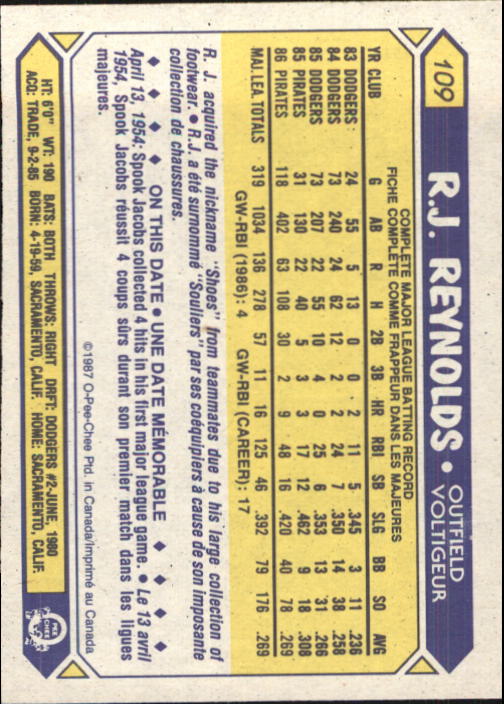 109
R.J. REYNOLDS • OUTFIELD
VOLTIGEUR
COMPLETE MAJOR LEAGUE BATTING RECORD
FICHE COMPLÈTE COMME FRAPPEUR DANS LES MAJEURES
YR CLUB G AB R H 2B 3B HR RBI SB SLG BB SO AVG
83 DODGERS 24 55 5 13 0 0 2 11 5 .345 3 11 .236
84 DODGERS 73 240 24 62 12 2 2 24 7 .350 14 38 .258
85 DODGERS 73 207 22 55 10 4 0 25 6 .353 13 31 .266
85 PIRATES 31 130 22 40 5 3 3 17 12 .462 9 18 .308
86 PIRATES 118 402 63 108 30 2 9 48 16 .420 40 78 .269
MAJ. LEA. TOTALS 319 1034 136 278 57 11 16 125 46 .392 79 176 .269
GW-RBI (1986): 4 GW-RBI (CAREER): 17
R. J. acquired the nickname "Shoes" from teammates due to his large collection of
footwear. • R.J. a été surnommé "Souliers" par ses coéquipiers à cause de son imposante
collection de chaussures.
♦ ♦ ♦ ♦ ON THIS DATE • UNE DATE MÉMORABLE ♦ ♦ ♦ ♦
April 13, 1954: Spook Jacobs collected 4 hits in his first major league game. • Le 13 avril
1954, Spook Jacobs réussit 4 coups sûrs durant son premier match dans les ligues
majeures.
©1987 O-Pee-Chee Ptd. in Canada/Imprimé au Canada
HT: 6'0" WT: 190 BATS: BOTH THROWS: RIGHT DRFT: DODGERS #2-JUNE, 1980
ACQ: TRADE, 9-2-85 BORN: 4-19-59, SACRAMENTO, CALIF. HOME: SACRAMENTO, CALIF.
O PEE CHEE